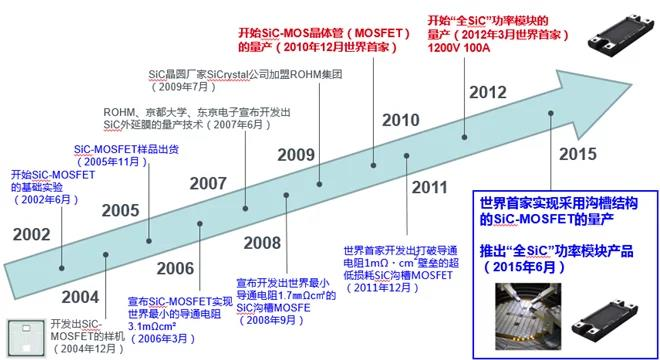 开始SiC-MOS晶体管（MOSFET）
的量产（2010年12月世界首家）
开始“全SiC”功率模块的
量产（2012年3月世界首家）
1200V 100A
SiC晶圆厂家SiCrystal公司加盟ROHM集团
（2009年7月）
ROHM、京都大学、东京电子宣布开发出
SiC外延膜的量产技术（2007年6月）
SiC-MOSFET样品出货
（2005年11月）
开始SiC-MOSFET
的基础实验
（2002年6月）
2002
2005
2007
2009
2010
2012
2004
2006
2008
2011
2015
开发出SiC-
MOSFET的样机
（2004年12月）
宣布SiC-MOSFET实现
世界最小的导通电阻
3.1mΩcm²
（2006年3月）
宣布开发出世界最小
导通电阻1.7㎜Ωc㎡的
SiC沟槽MOSFE
（2008年9月）
世界首家开发出打破导通
电阻1mΩ・cm²壁垒的超
低损耗SiC沟槽MOSFET
（2011年12月）
世界首家实现采用沟槽结构
的SiC-MOSFET的量产
推出“全SiC”功率模块产品
（2015年6月）